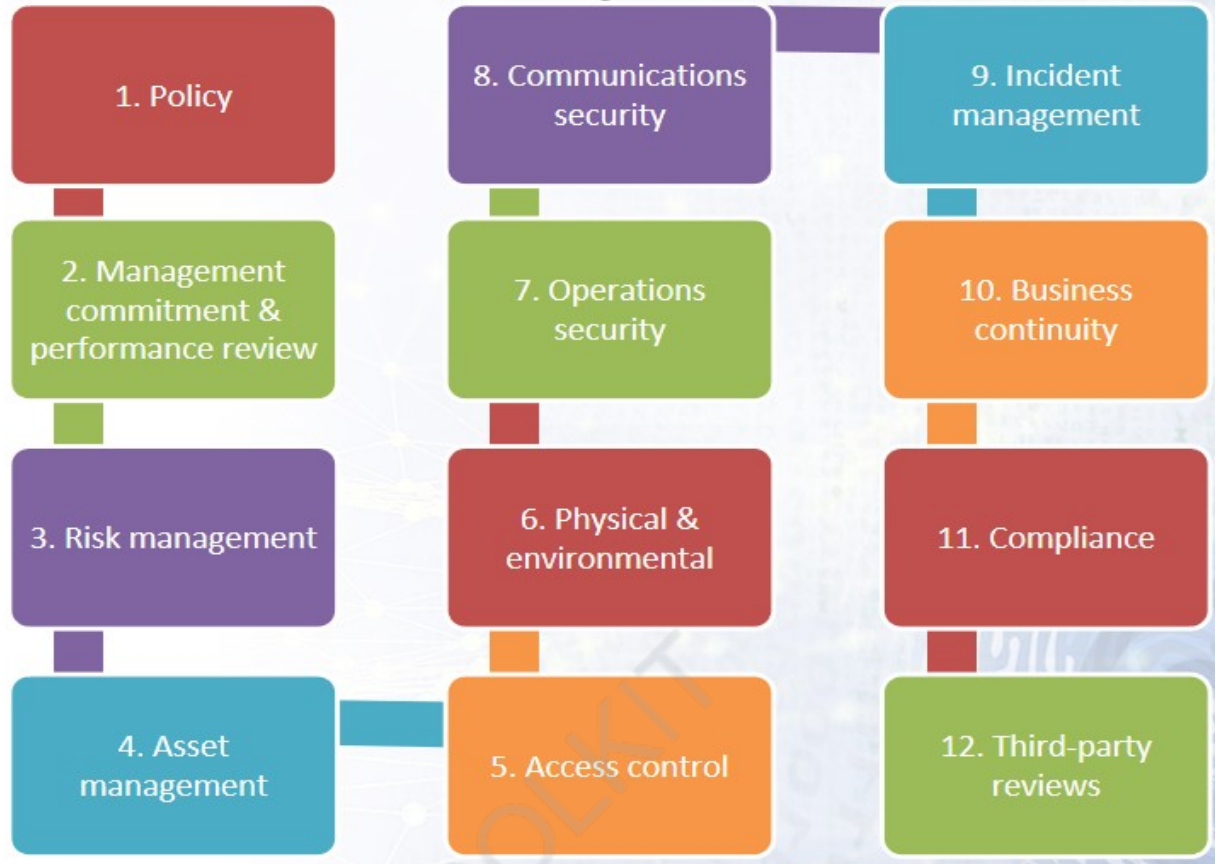 1. Policy
2. Management
commitment &
performance review
3. Risk management
4. Asset
management
5. Access control
6. Physical &
environmental
7. Operations
security
8. Communications
security
9. Incident
management
10. Business
continuity
11. Compliance
12. Third-party
reviews